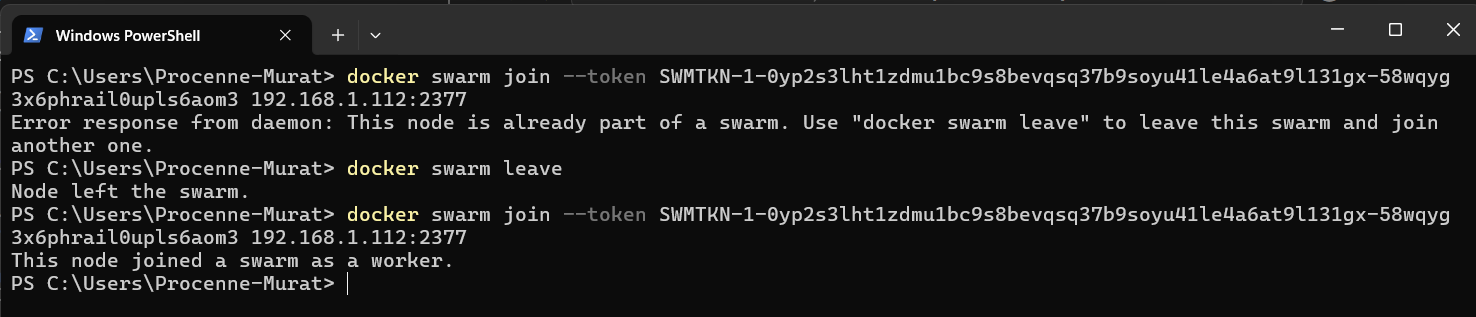 Windows PowerShell
PS C:\Users\Procenne-Murat> docker swarm join --token SWMTKN-1-0yp2s3lht1zdmu1bc9s8bevqsq37b9soyu41le4a6at9l131gx-58wqyg
3x6phrail0upls6aom3 192.168.1.112:2377
Error response from daemon: This node is already part of a swarm. Use "docker swarm leave" to leave this swarm and join
another one.
PS C:\Users\Procenne-Murat> docker swarm leave
Node left the swarm.
PS C:\Users\Procenne-Murat> docker swarm join --token SWMTKN-1-0yp2s3lht1zdmu1bc9s8bevqsq37b9soyu41le4a6at9l131gx-58wqyg
3x6phrail0upls6aom3 192.168.1.112:2377
This node joined a swarm as a worker.
PS C:\Users\Procenne-Murat>